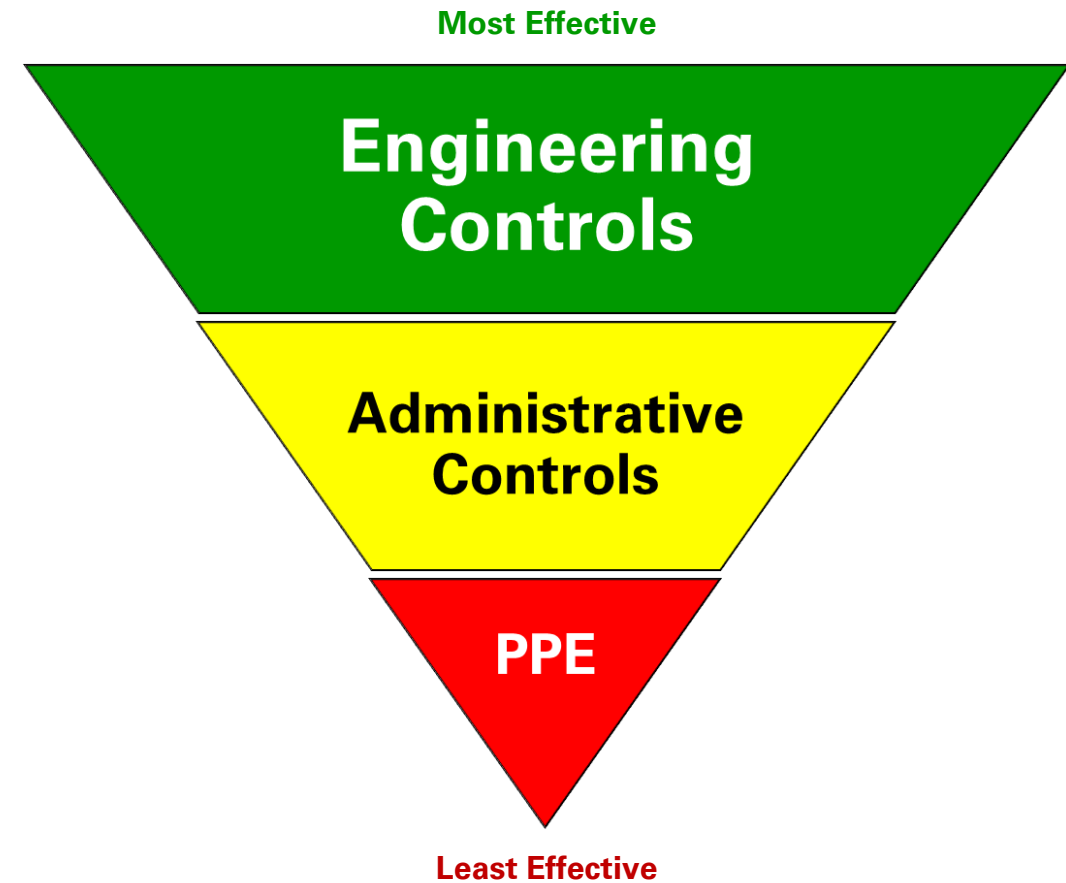 Most Effective
Engineering
Controls
Administrative
Controls
PPE
Least Effective